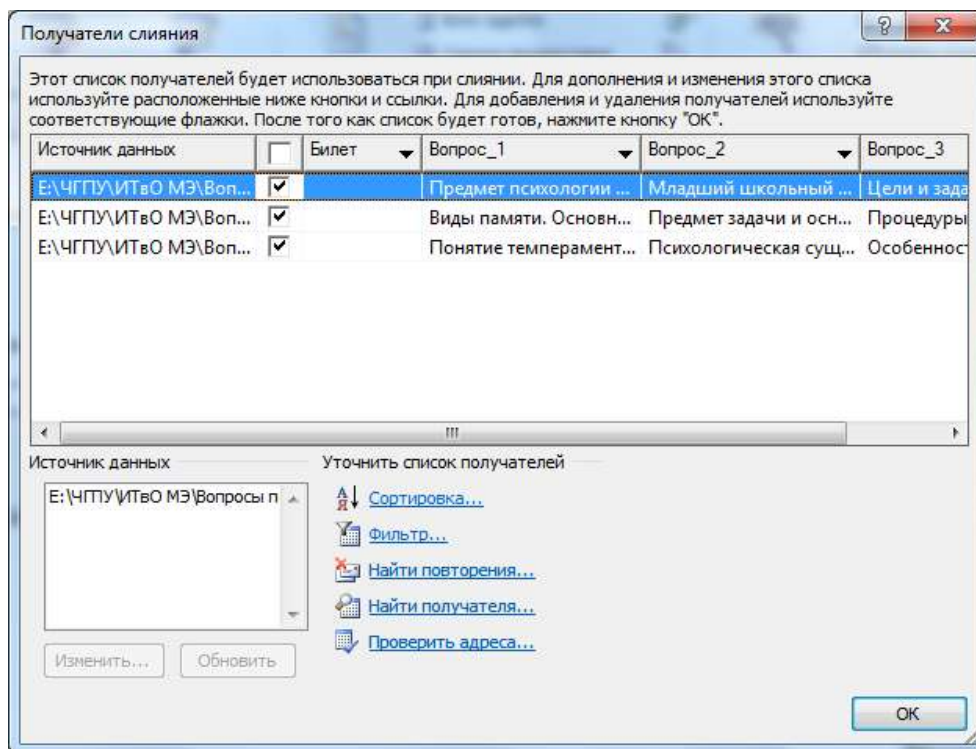 Получатели слияния
Этот список получателей будет использоваться при слиянии. Для дополнения и изменения этого списка
используйте расположенные ниже кнопки и ссылки. Для добавления и удаления получателей используйте
соответствующие флажки. После того как список будет готов, нажмите кнопку "ОК".
Источник данных Билет Вопрос_1 Вопрос_2 Вопрос_3
E:\ЧГПУ\ИТвО МЭ\Воп... Предмет психологии ... Младший школьный ... Цели и зада
E:\ЧГПУ\ИТвО МЭ\Воп... Виды памяти. Основн... Предмет задачи и осн... Процедуры
E:\ЧГПУ\ИТвО МЭ\Воп... Понятие темперамент... Психологическая сущ... Особенност
Источник данных Уточнить список получателей
E:\ЧГПУ\ИТвО МЭ\Вопросы п
Сортировка...
Фильтр...
Найти повторения...
Найти получателя...
Проверить адреса...
Изменить... Обновить
ОК